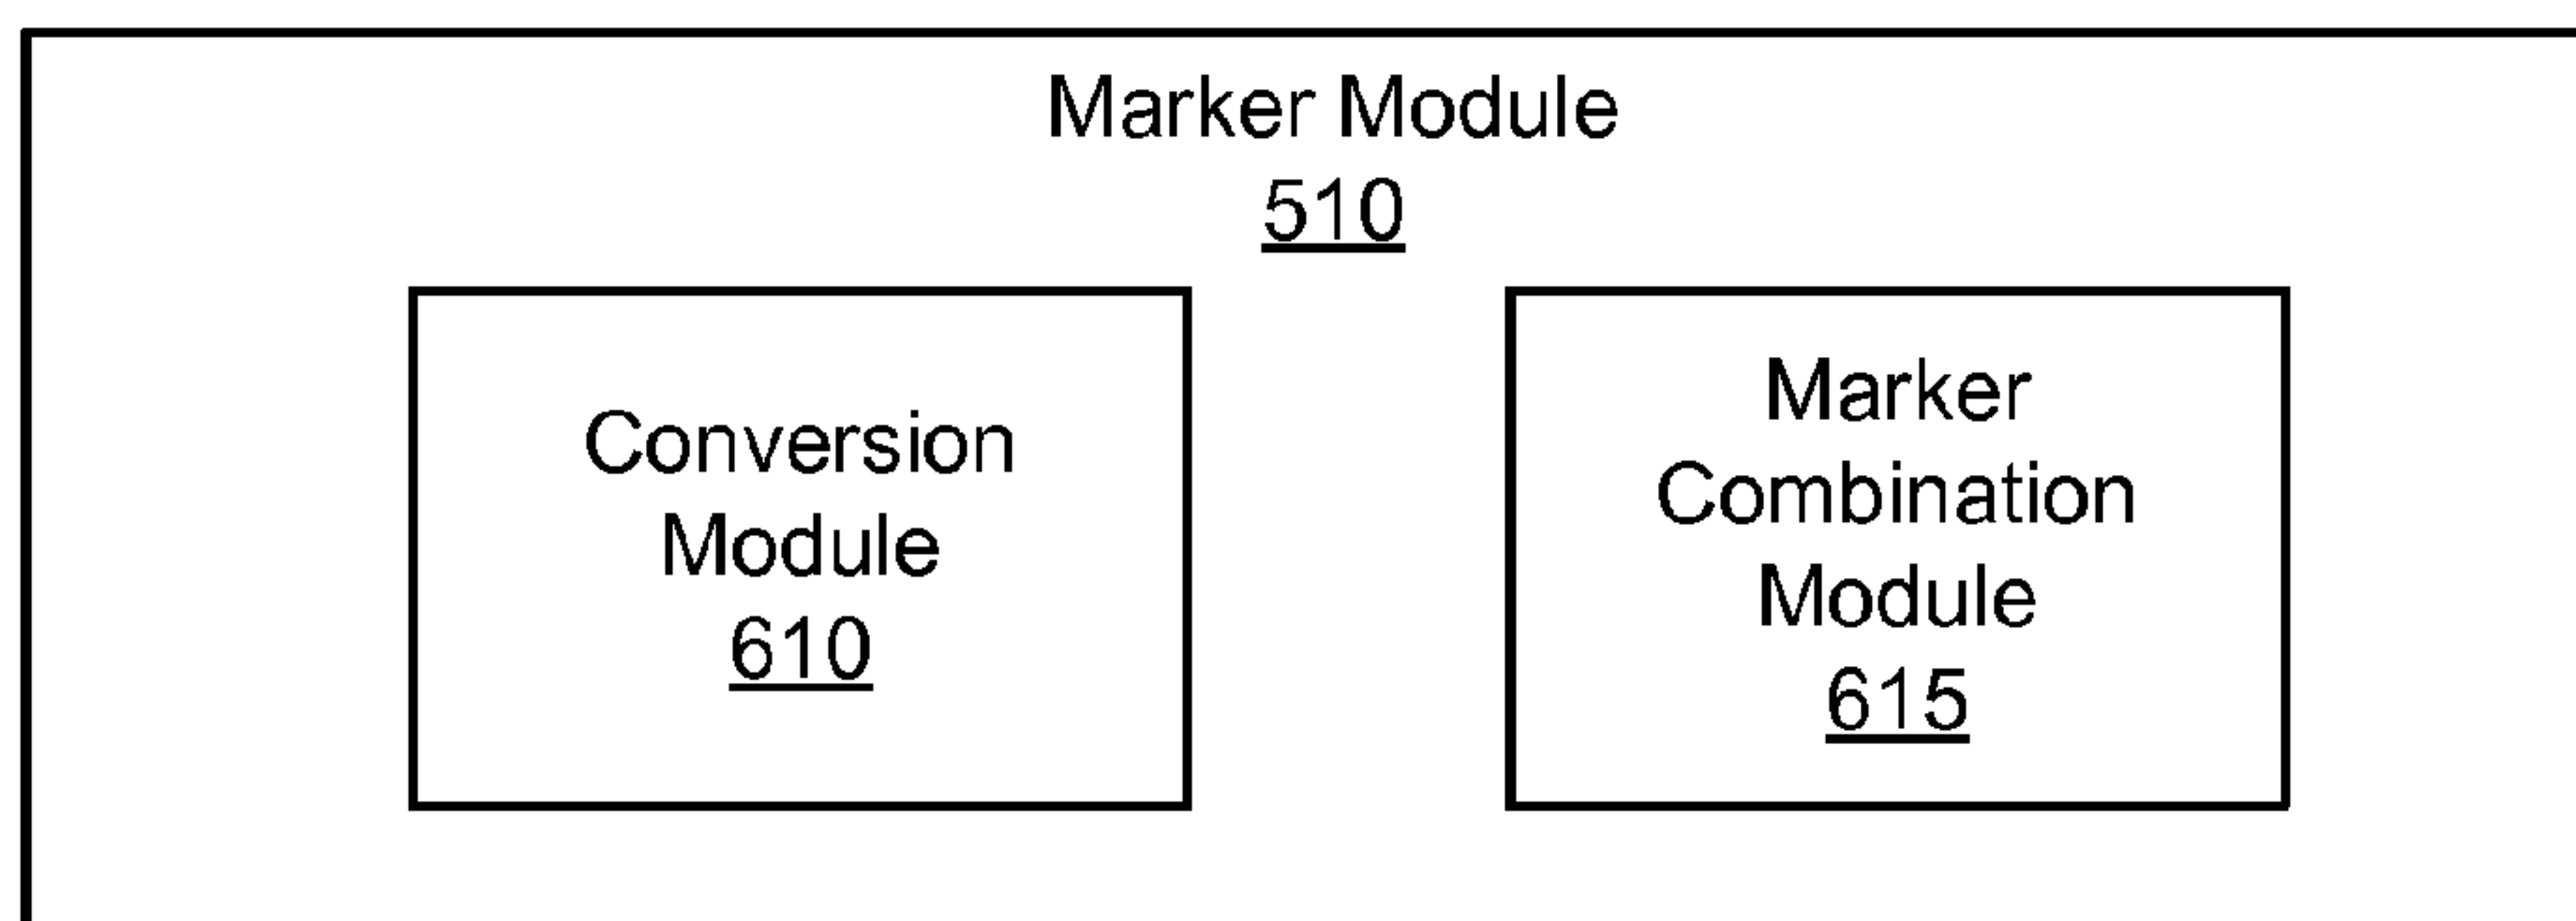 Marker Module
510
Conversion
Module
610
Marker
Combination
Module
615